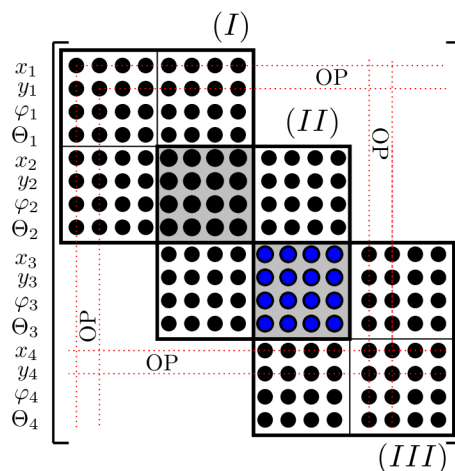 (I)
x₁
OP
y₁
φ₁
(II)
Θ₁
OP
x₂
y₂
φ₂
Θ₂
x₃
y₃
φ₃
OP
Θ₃
x₄
OP
y₄
φ₄
Θ₄
(III)